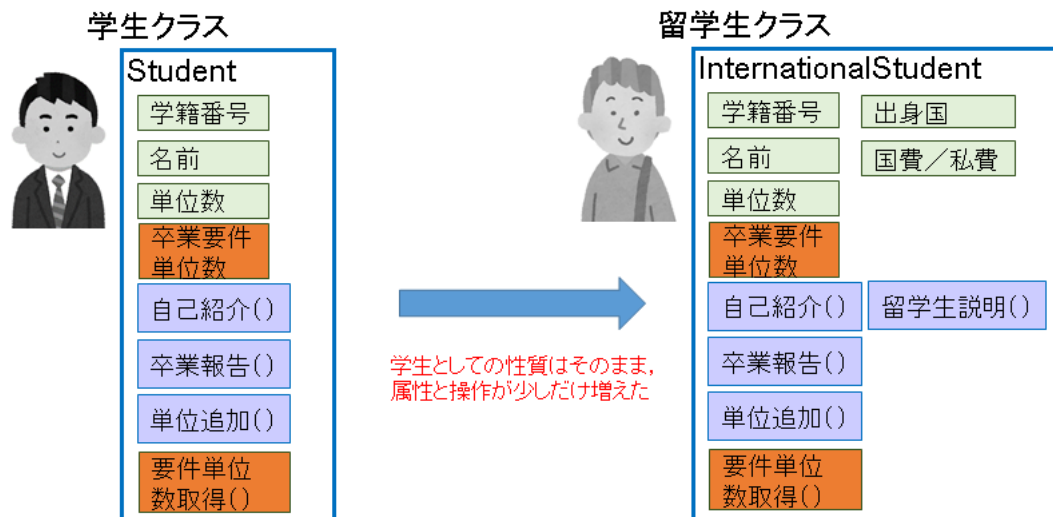 学生クラス
Student
学籍番号
名前
単位数
卒業要件
単位数
自己紹介()
卒業報告()
単位追加()
要件単位
数取得()
学生としての性質はそのまま,
属性と操作が少しだけ増えた
留学生クラス
InternationalStudent
学籍番号
出身国
名前
国費／私費
単位数
卒業要件
単位数
自己紹介()
留学生説明()
卒業報告()
単位追加()
要件単位
数取得()